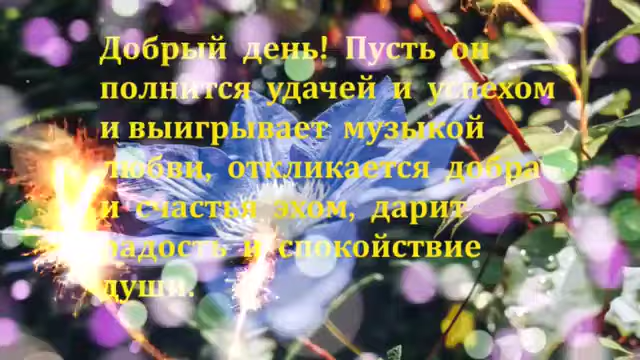 Добрый день! Пусть он
полнится удачей и успехом
и выигрывает музыкой
любви, откликается добра
и счастья эхом, дарит
радость и спокойствие
души.